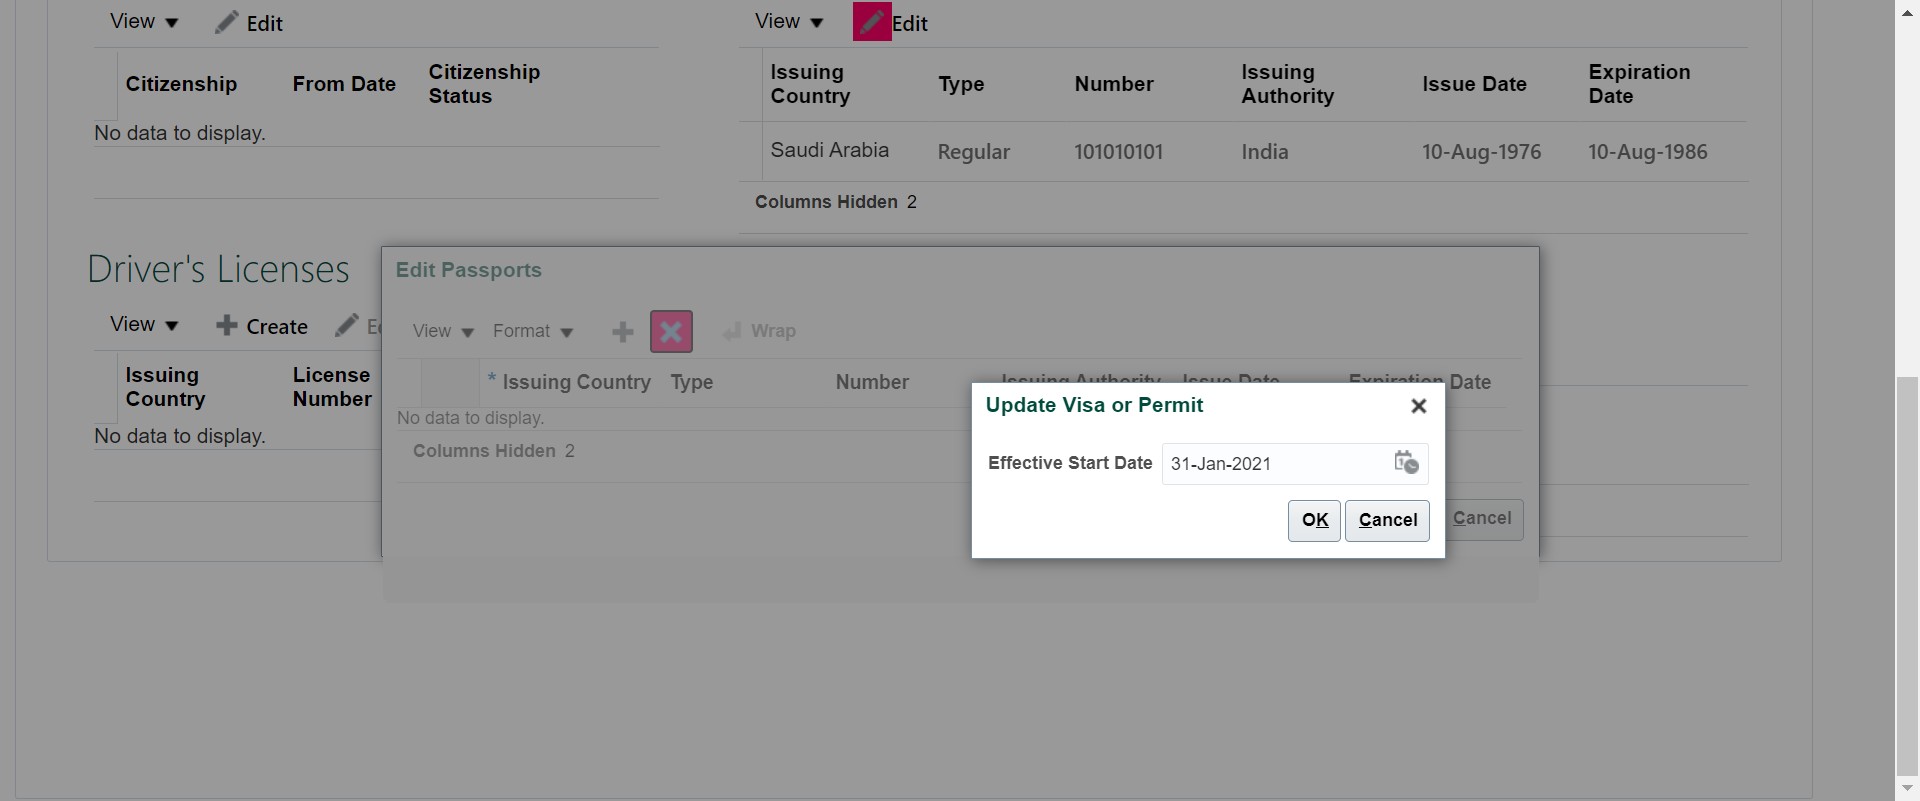 View Edit
Citizenship From Date Citizenship Status
No data to display.
View Edit
Issuing Country Type Number Issuing Authority Issue Date Expiration Date
Saudi Arabia Regular 101010101 India 10-Aug-1976 10-Aug-1986
Columns Hidden 2
Driver's Licenses
View Create
Issuing Country License Number
No data to display.
Edit Passports
View Format Wrap
* Issuing Country Type Number Issuing Authority Issue Date Expiration Date
No data to display.
Columns Hidden 2
Cancel
Update Visa or Permit
Effective Start Date 31-Jan-2021
OK Cancel